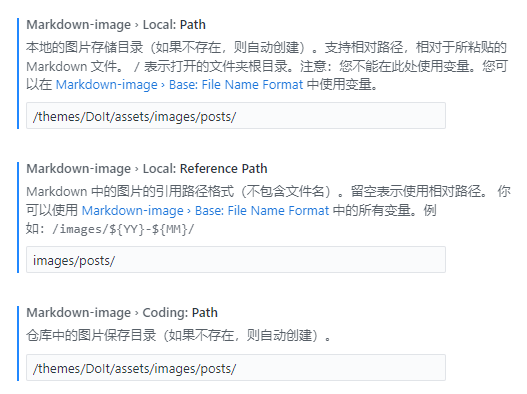 Markdown-image › Local: Path
本地的图片存储目录（如果不存在，则自动创建）。支持相对路径，相对于所粘贴的
Markdown 文件。 / 表示打开的文件夹根目录。注意：您不能在此处使用变量。您可
以在 Markdown-image › Base: File Name Format 中使用变量。
/themes/DoIt/assets/images/posts/
Markdown-image › Local: Reference Path
Markdown 中的图片的引用路径格式（不包含文件名）。留空表示使用相对路径。 你
可以使用 Markdown-image › Base: File Name Format 中的所有变量。例
如：/images/${YY}-${MM}/
images/posts/
Markdown-image › Coding: Path
仓库中的图片保存目录（如果不存在，则自动创建）。
/themes/DoIt/assets/images/posts/